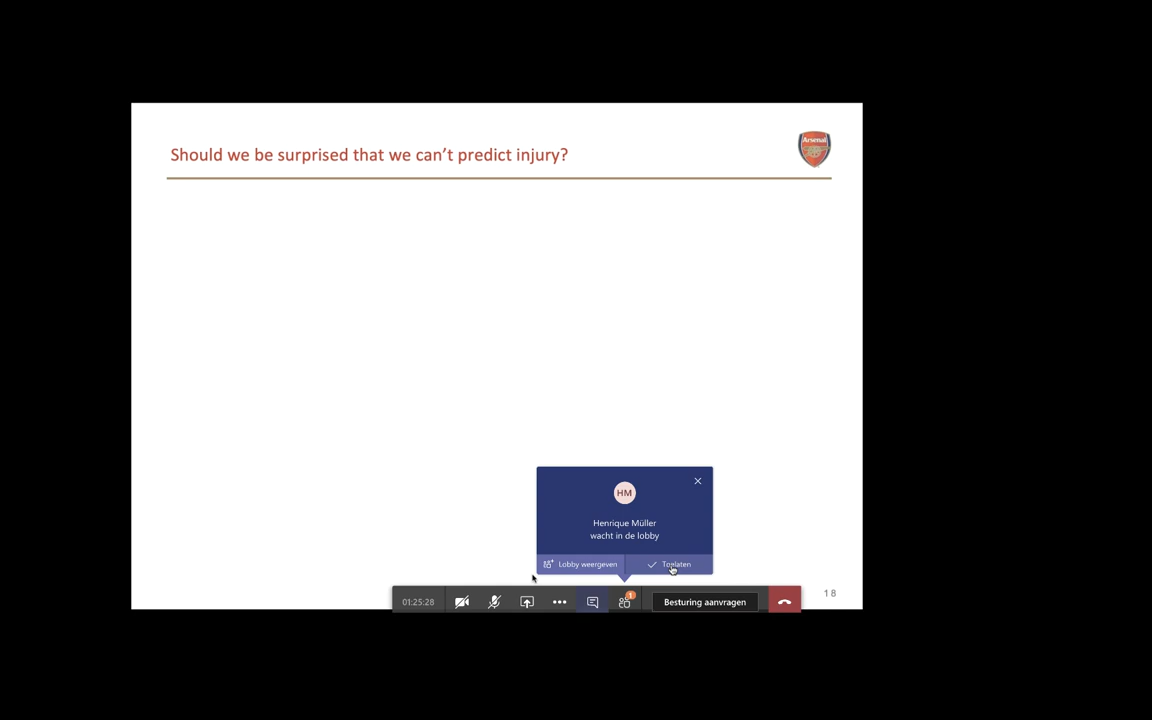 Should we be surprised that we can't predict injury?
Arsenal
HM
Henrique Müller
wacht in de lobby
Lobby weergeven
Toelaten
01:25:28
1
Besturing aanvragen
18